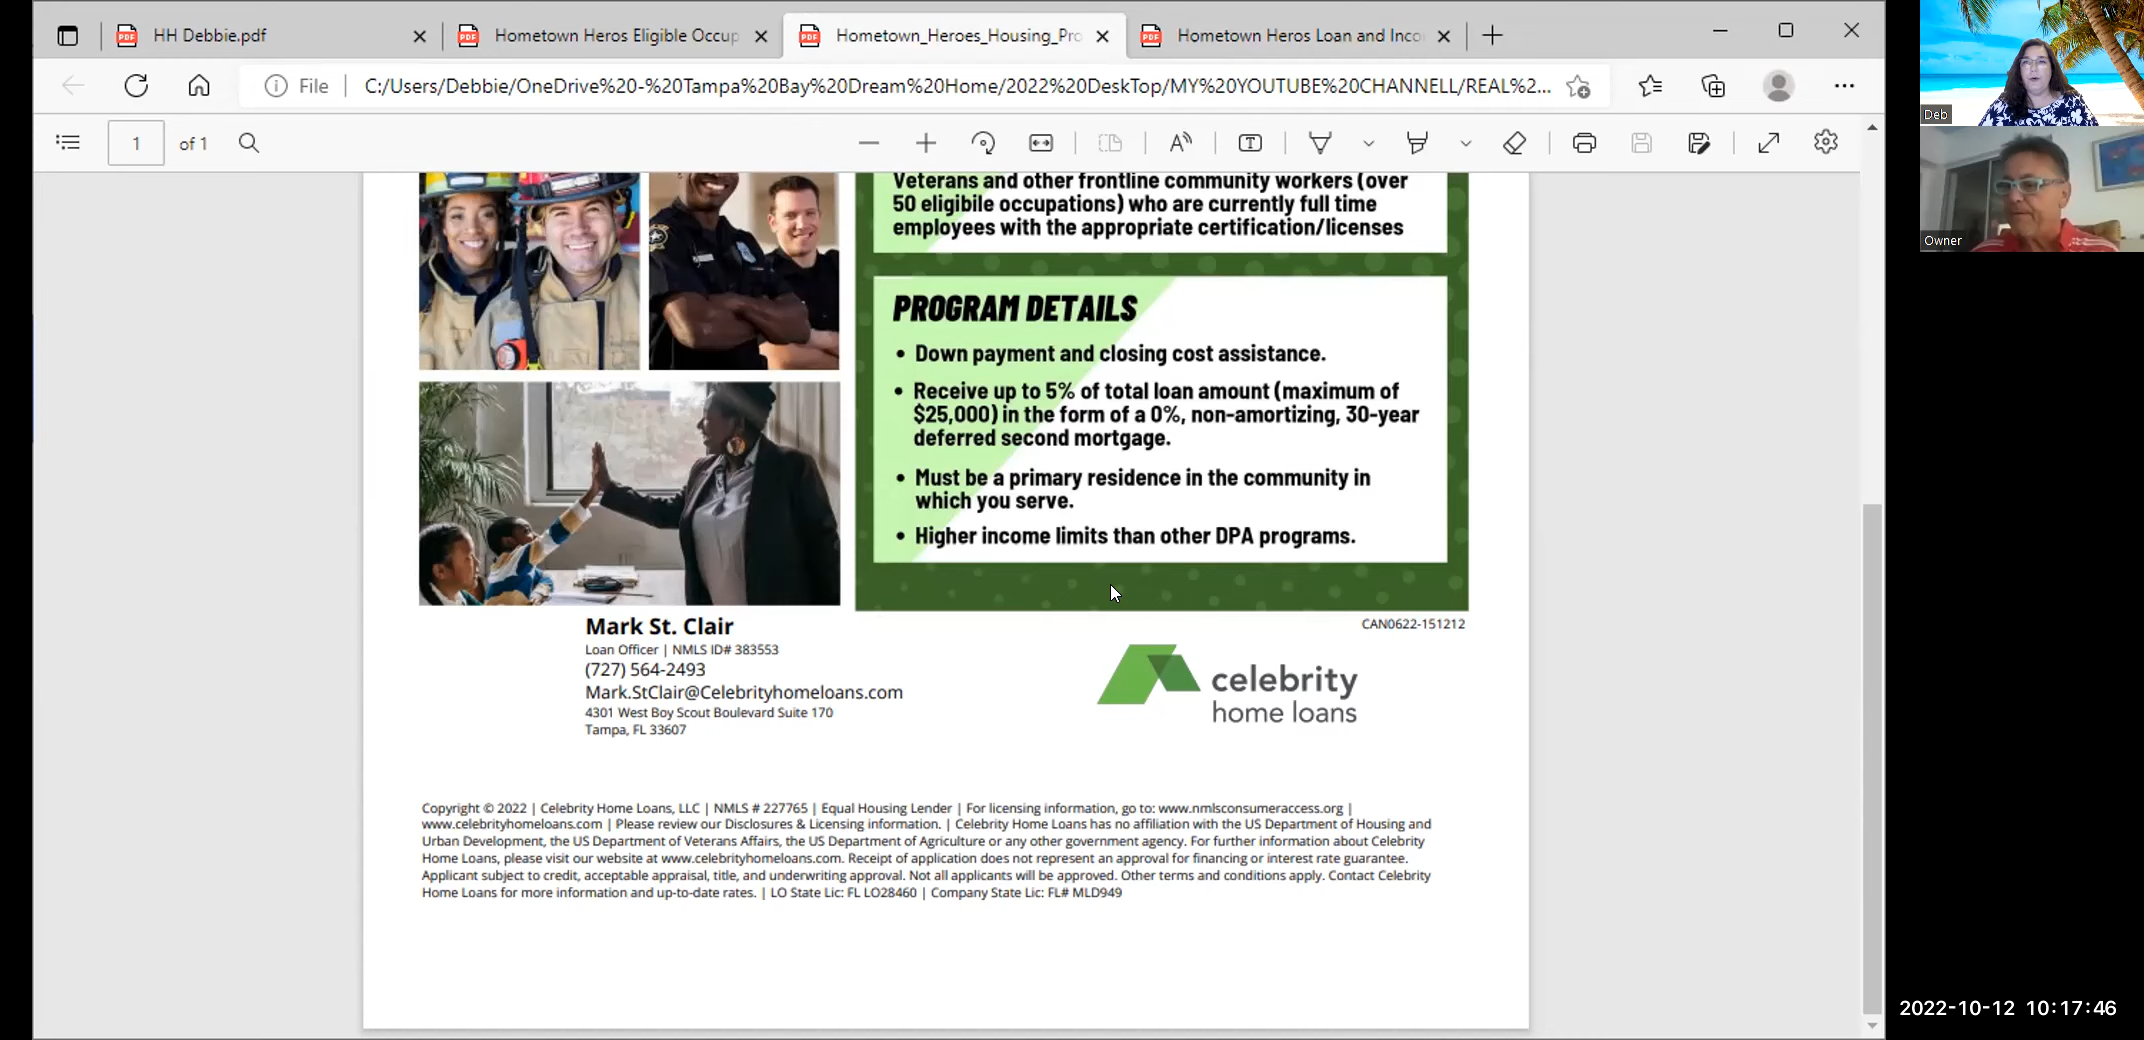 HH Debbie.pdf
Hometown Heros Eligible Occup
Hometown_Heroes_Housing_Pro
Hometown Heros Loan and Inco
File
C:/Users/Debbie/OneDrive%20-%20Tampa%20Bay%20Dream%20Home/2022%20DeskTop/MY%20YOUTUBE%20CHANNELL/REAL%2...
1 of 1
Veterans and other frontline community workers (over
50 eligibile occupations) who are currently full time
employees with the appropriate certification/licenses
PROGRAM DETAILS
• Down payment and closing cost assistance.
• Receive up to 5% of total loan amount (maximum of
$25,000) in the form of a 0%, non-amortizing, 30-year
deferred second mortgage.
• Must be a primary residence in the community in
which you serve.
• Higher income limits than other DPA programs.
Mark St. Clair
Loan Officer | NMLS ID# 383553
(727) 564-2493
Mark.StClair@Celebrityhomeloans.com
4301 West Boy Scout Boulevard Suite 170
Tampa, FL 33607
CAN0622-151212
celebrity
home loans
Copyright © 2022 | Celebrity Home Loans, LLC | NMLS # 227765 | Equal Housing Lender | For licensing information, go to: www.nmlsconsumeraccess.org |
www.celebrityhomeloans.com | Please review our Disclosures & Licensing information. | Celebrity Home Loans has no affiliation with the US Department of Housing and
Urban Development, the US Department of Veterans Affairs, the US Department of Agriculture or any other government agency. For further information about Celebrity
Home Loans, please visit our website at www.celebrityhomeloans.com. Receipt of application does not represent an approval for financing or interest rate guarantee.
Applicant subject to credit, acceptable appraisal, title, and underwriting approval. Not all applicants will be approved. Other terms and conditions apply. Contact Celebrity
Home Loans for more information and up-to-date rates. | LO State Lic: FL LO28460 | Company State Lic: FL# MLD949
Deb
Owner
2022-10-12 10:17:46